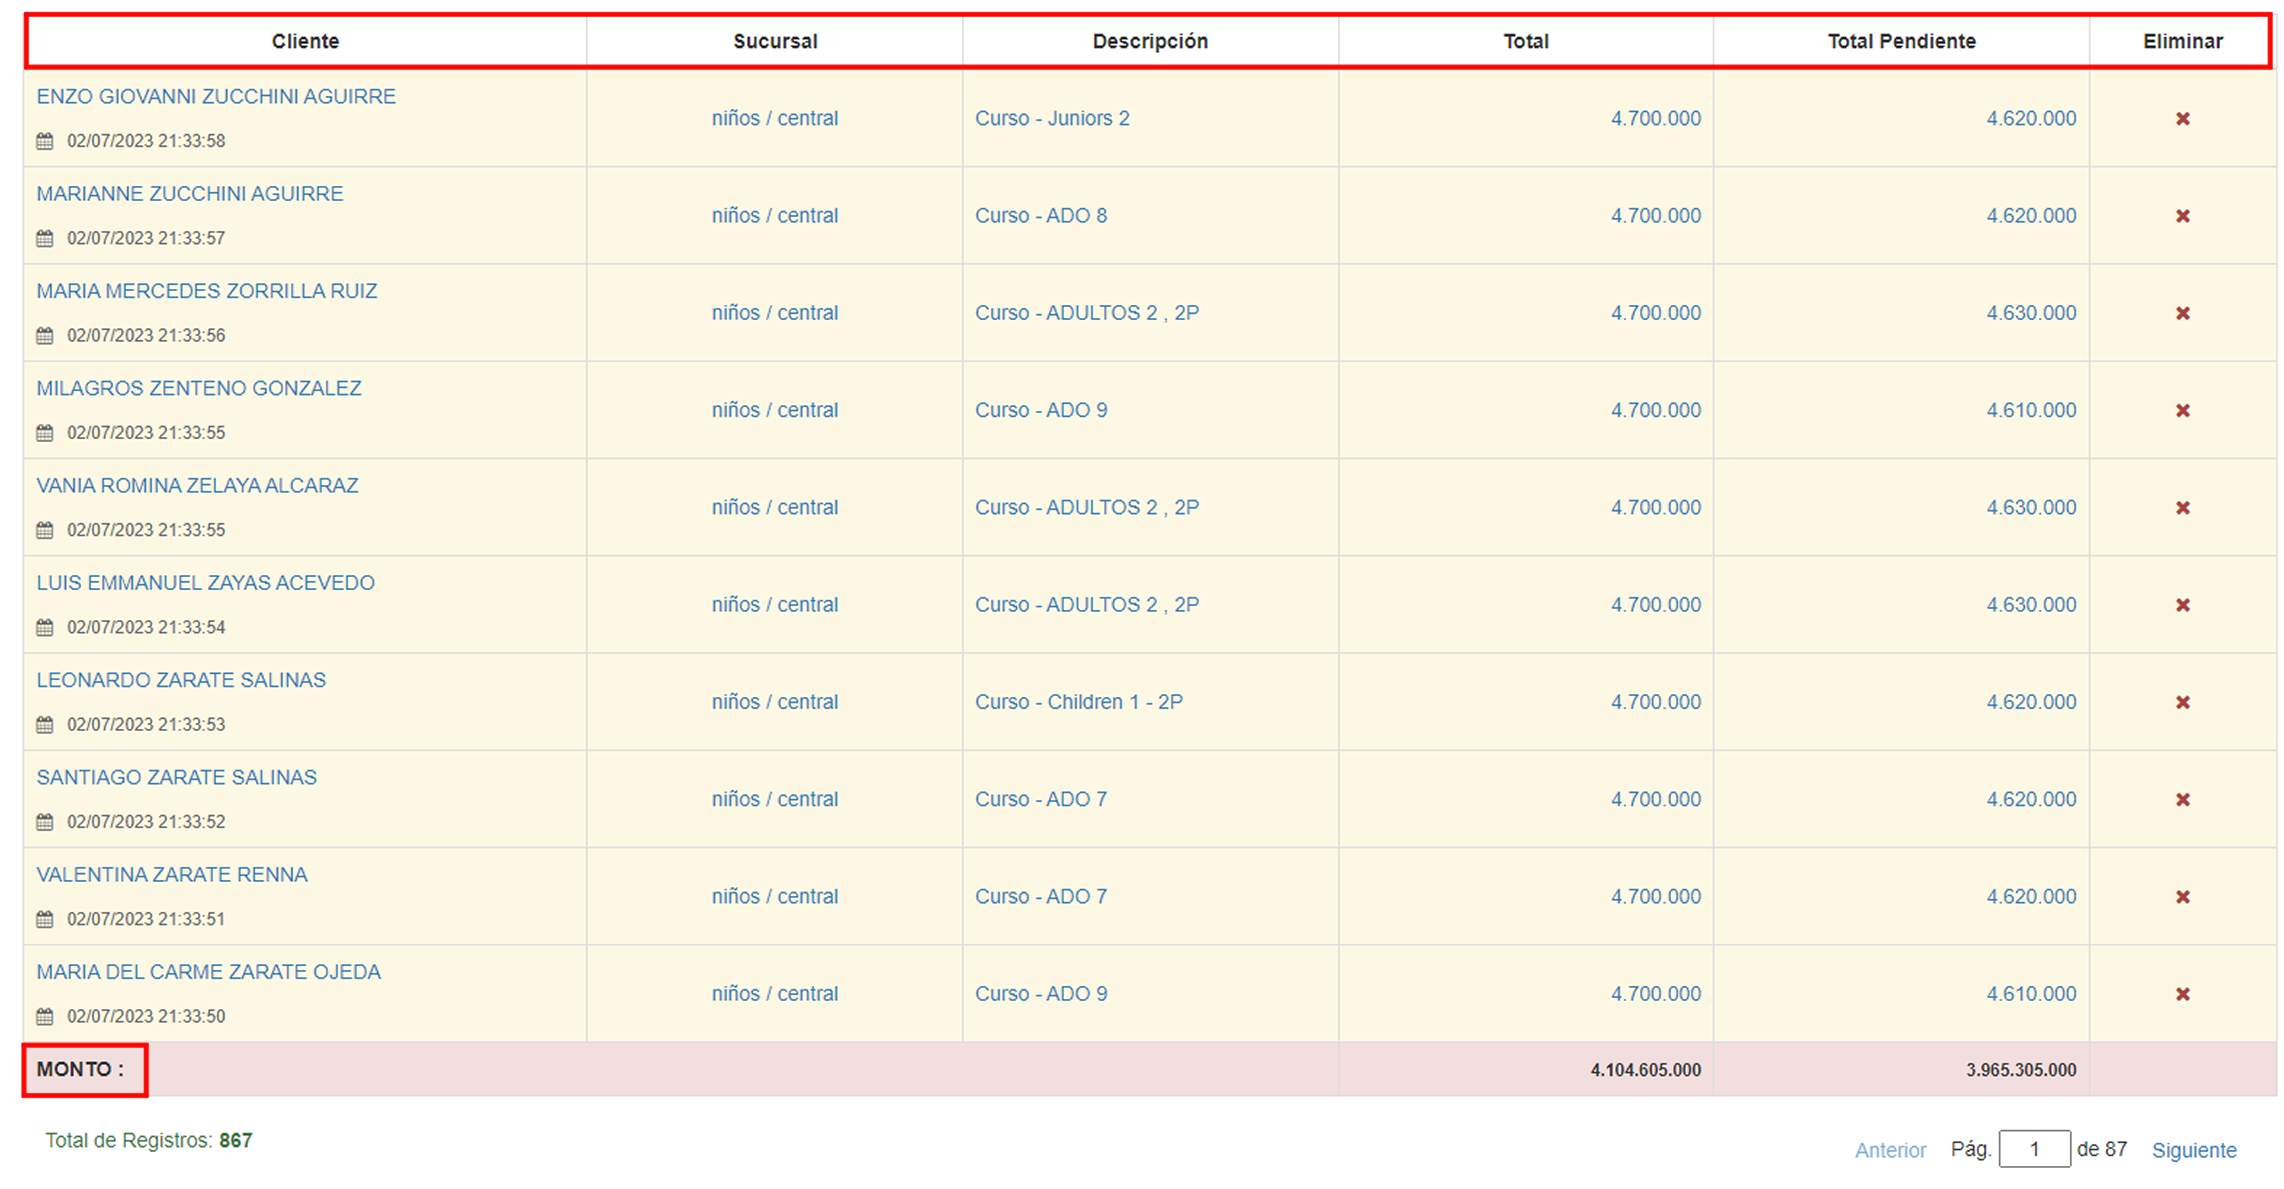 Cliente Sucursal Descripción Total Total Pendiente Eliminar
ENZO GIOVANNI ZUCCHINI AGUIRRE
02/07/2023 21:33:58
niños / central Curso - Juniors 2 4.700.000 4.620.000
MARIANNE ZUCCHINI AGUIRRE
02/07/2023 21:33:57
niños / central Curso - ADO 8 4.700.000 4.620.000
MARIA MERCEDES ZORRILLA RUIZ
02/07/2023 21:33:56
niños / central Curso - ADULTOS 2 , 2P 4.700.000 4.630.000
MILAGROS ZENTENO GONZALEZ
02/07/2023 21:33:55
niños / central Curso - ADO 9 4.700.000 4.610.000
VANIA ROMINA ZELAYA ALCARAZ
02/07/2023 21:33:55
niños / central Curso - ADULTOS 2 , 2P 4.700.000 4.630.000
LUIS EMMANUEL ZAYAS ACEVEDO
02/07/2023 21:33:54
niños / central Curso - ADULTOS 2 , 2P 4.700.000 4.630.000
LEONARDO ZARATE SALINAS
02/07/2023 21:33:53
niños / central Curso - Children 1 - 2P 4.700.000 4.620.000
SANTIAGO ZARATE SALINAS
02/07/2023 21:33:52
niños / central Curso - ADO 7 4.700.000 4.620.000
VALENTINA ZARATE RENNA
02/07/2023 21:33:51
niños / central Curso - ADO 7 4.700.000 4.620.000
MARIA DEL CARME ZARATE OJEDA
02/07/2023 21:33:50
niños / central Curso - ADO 9 4.700.000 4.610.000
MONTO : 4.104.605.000 3.965.305.000
Total de Registros: 867
Anterior Pág. 1 de 87 Siguiente